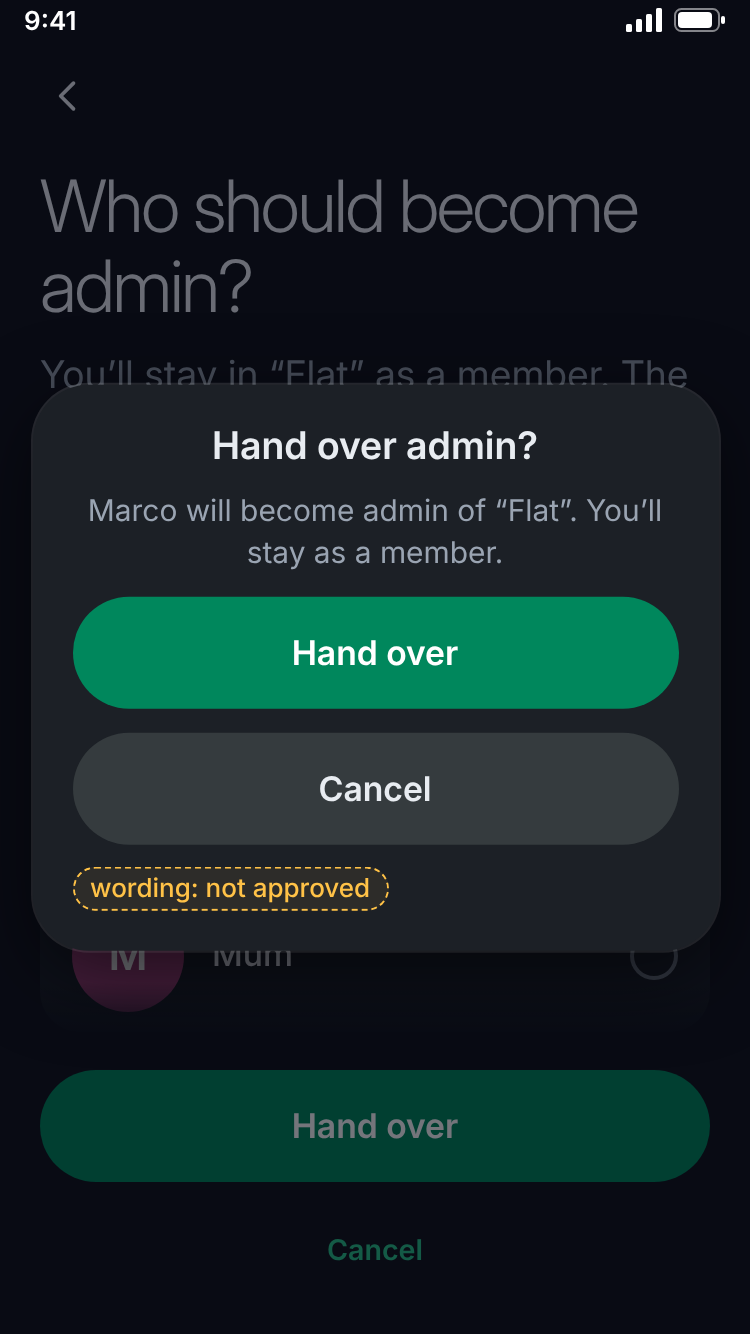 9:41
Who should become
admin?
You’ll stay in “Flat” as a member. The
Hand over admin?
Marco will become admin of “Flat”. You’ll
stay as a member.
Hand over
Cancel
wording: not approved
M
Mum
Hand over
Cancel